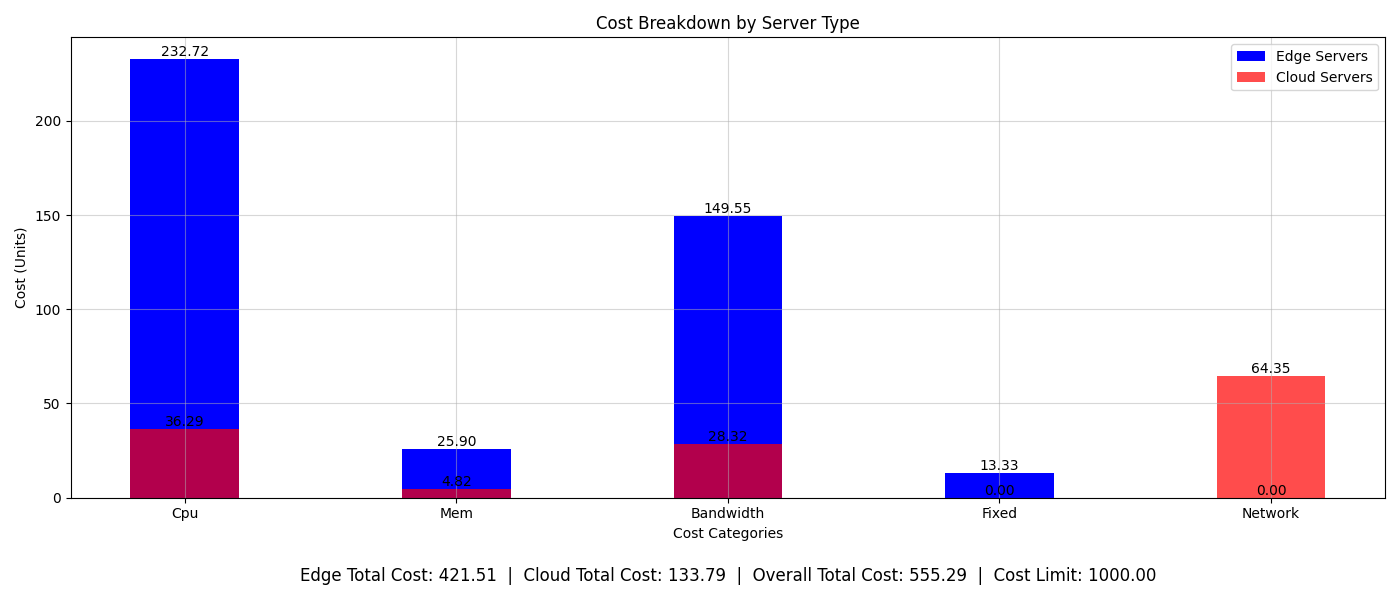 Cost Breakdown by Server Type
232.72
Edge Servers
Cloud Servers
200
150
149.55
100
64.35
50
36.29
25.90
28.32
13.33
4.82
0.00
0.00
0
Cpu
Mem
Bandwidth
Fixed
Network
Cost (Units)
Cost Categories
Edge Total Cost: 421.51 | Cloud Total Cost: 133.79 | Overall Total Cost: 555.29 | Cost Limit: 1000.00